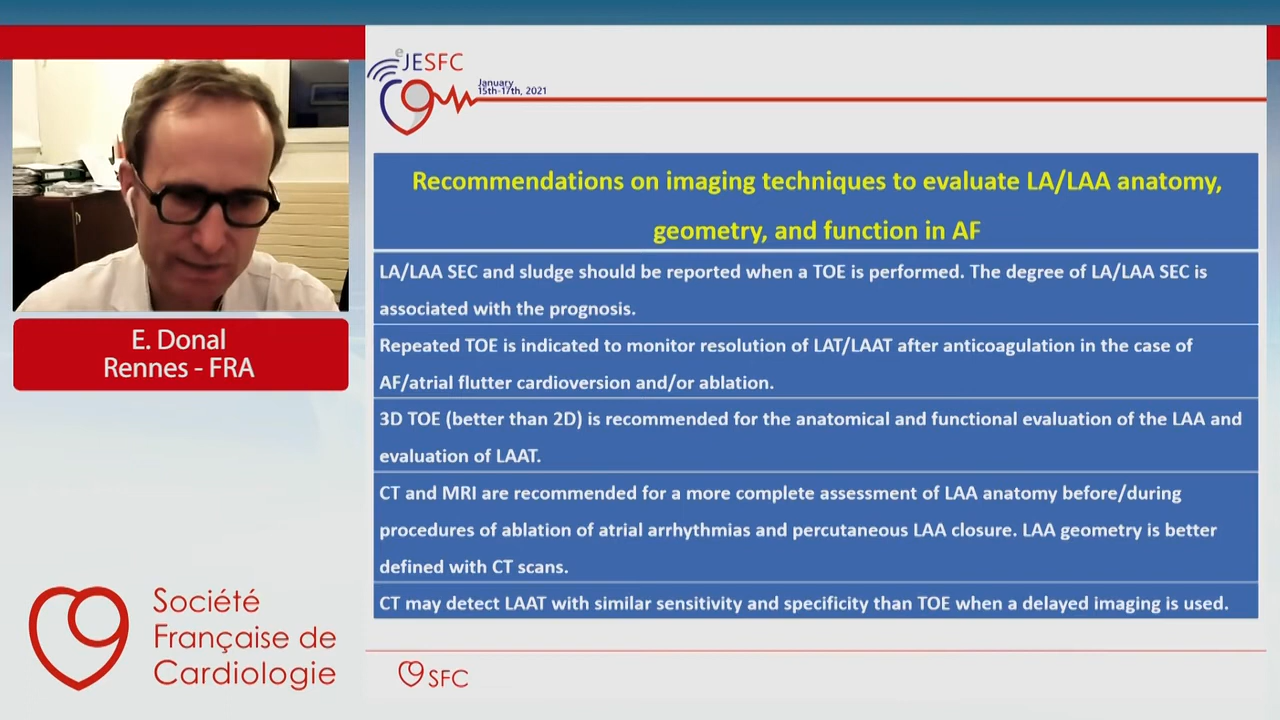 eJESFC
January
15th-17th, 2021
Recommendations on imaging techniques to evaluate LA/LAA anatomy,
geometry, and function in AF
LA/LAA SEC and sludge should be reported when a TOE is performed. The degree of LA/LAA SEC is
associated with the prognosis.
Repeated TOE is indicated to monitor resolution of LAT/LAAT after anticoagulation in the case of
AF/atrial flutter cardioversion and/or ablation.
3D TOE (better than 2D) is recommended for the anatomical and functional evaluation of the LAA and
evaluation of LAAT.
CT and MRI are recommended for a more complete assessment of LAA anatomy before/during
procedures of ablation of atrial arrhythmias and percutaneous LAA closure. LAA geometry is better
defined with CT scans.
CT may detect LAAT with similar sensitivity and specificity than TOE when a delayed imaging is used.
SFC
E. Donal
Rennes - FRA
Société
Française de
Cardiologie